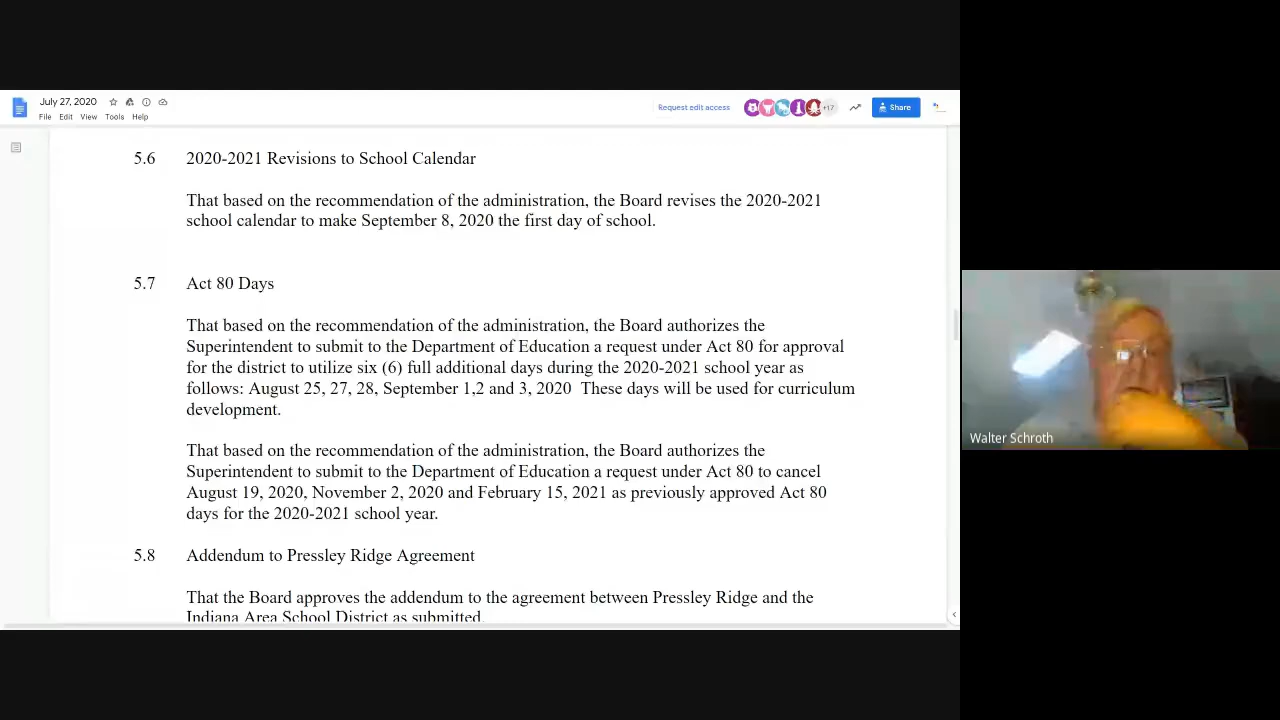 July 27, 2020
File Edit View Tools Help
Request edit access
+17
Share
5.6 2020-2021 Revisions to School Calendar
That based on the recommendation of the administration, the Board revises the 2020-2021
school calendar to make September 8, 2020 the first day of school.
5.7 Act 80 Days
That based on the recommendation of the administration, the Board authorizes the
Superintendent to submit to the Department of Education a request under Act 80 for approval
for the district to utilize six (6) full additional days during the 2020-2021 school year as
follows: August 25, 27, 28, September 1,2 and 3, 2020  These days will be used for curriculum
development.
That based on the recommendation of the administration, the Board authorizes the
Superintendent to submit to the Department of Education a request under Act 80 to cancel
August 19, 2020, November 2, 2020 and February 15, 2021 as previously approved Act 80
days for the 2020-2021 school year.
5.8 Addendum to Pressley Ridge Agreement
That the Board approves the addendum to the agreement between Pressley Ridge and the
Indiana Area School District as submitted.
Walter Schroth